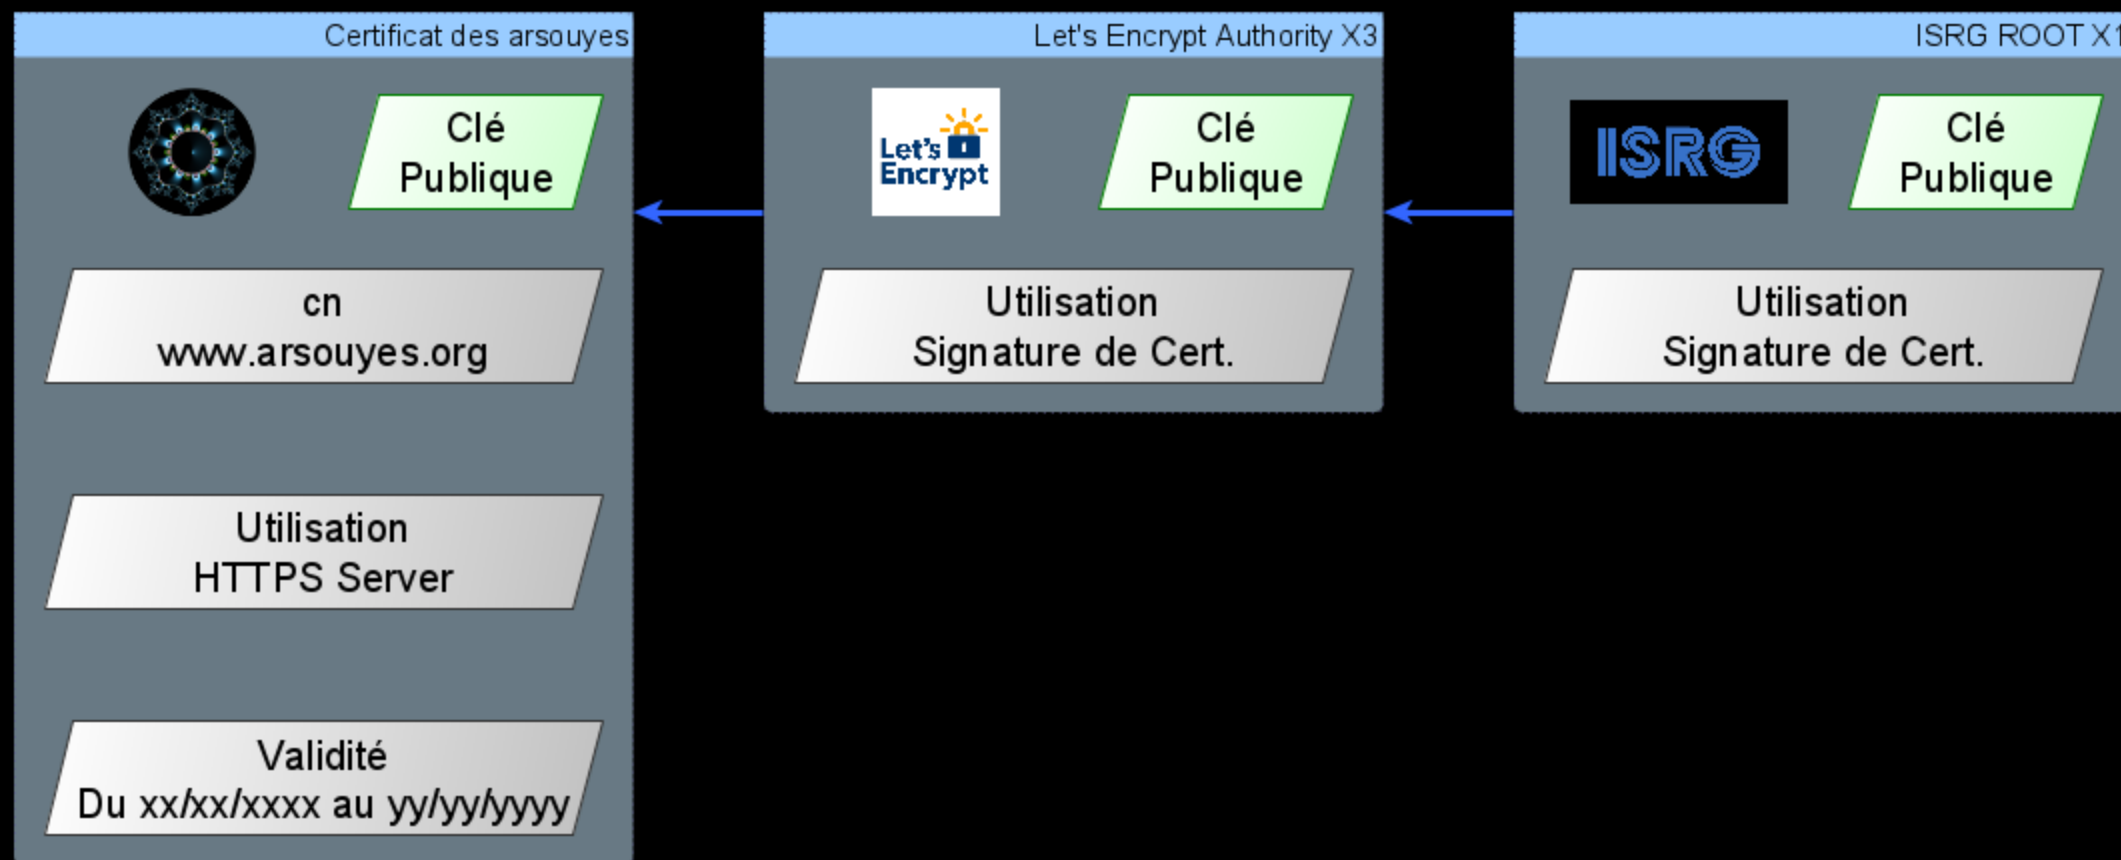 Certificat des arsouyes
Clé
Publique
cn
www.arsouyes.org
Utilisation
HTTPS Server
Validité
Du xx/xx/xxxx au yy/yy/yyyy
Let's Encrypt Authority X3
Let's
Encrypt
Clé
Publique
Utilisation
Signature de Cert.
ISRG ROOT X1
ISRG
Clé
Publique
Utilisation
Signature de Cert.